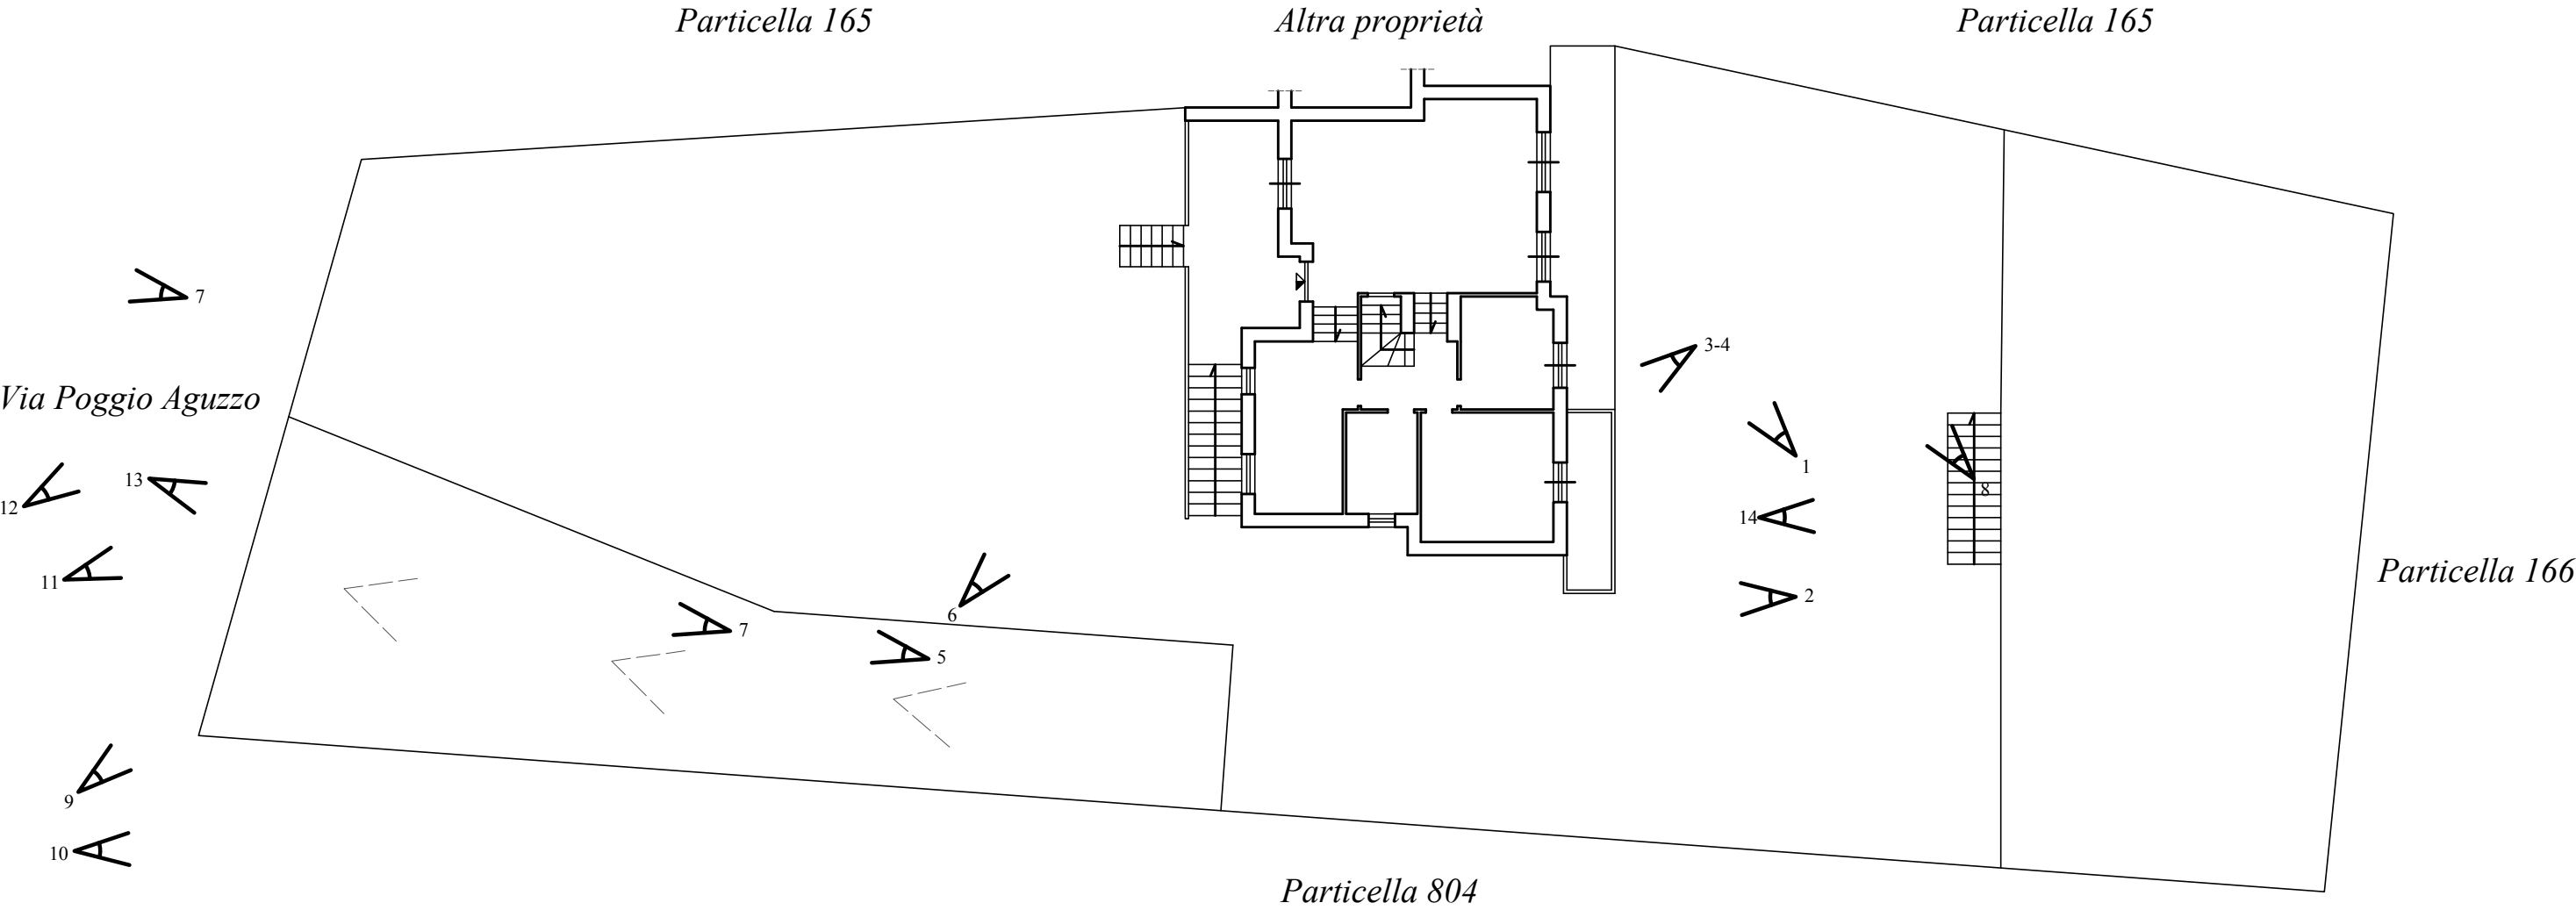 Particella 165
Altra proprietà
Particella 165
7
3-4
Via Poggio Aguzzo
1
13
8
12
14
11
Particella 166
2
6
7
5
9
10
Particella 804